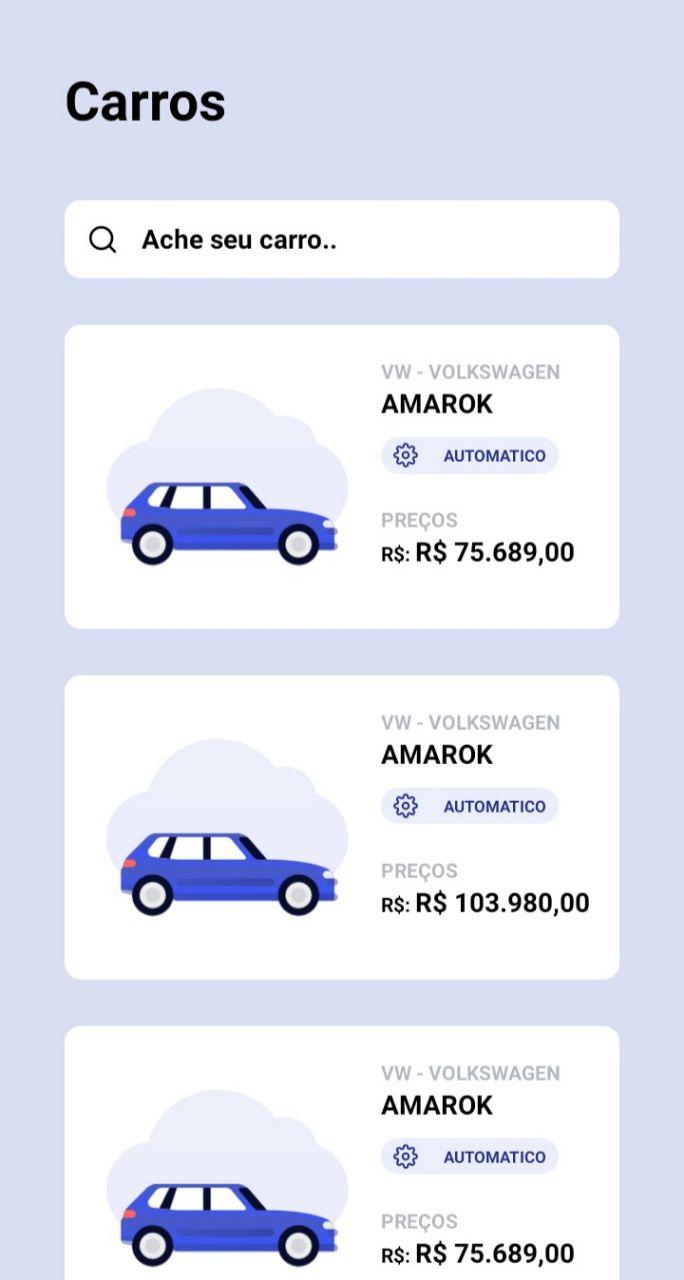 Carros
Ache seu carro..
VW - VOLKSWAGEN
AMAROK
AUTOMATICO
PREÇOS
R$: R$ 75.689,00
VW - VOLKSWAGEN
AMAROK
AUTOMATICO
PREÇOS
R$: R$ 103.980,00
VW - VOLKSWAGEN
AMAROK
AUTOMATICO
PREÇOS
R$: R$ 75.689,00